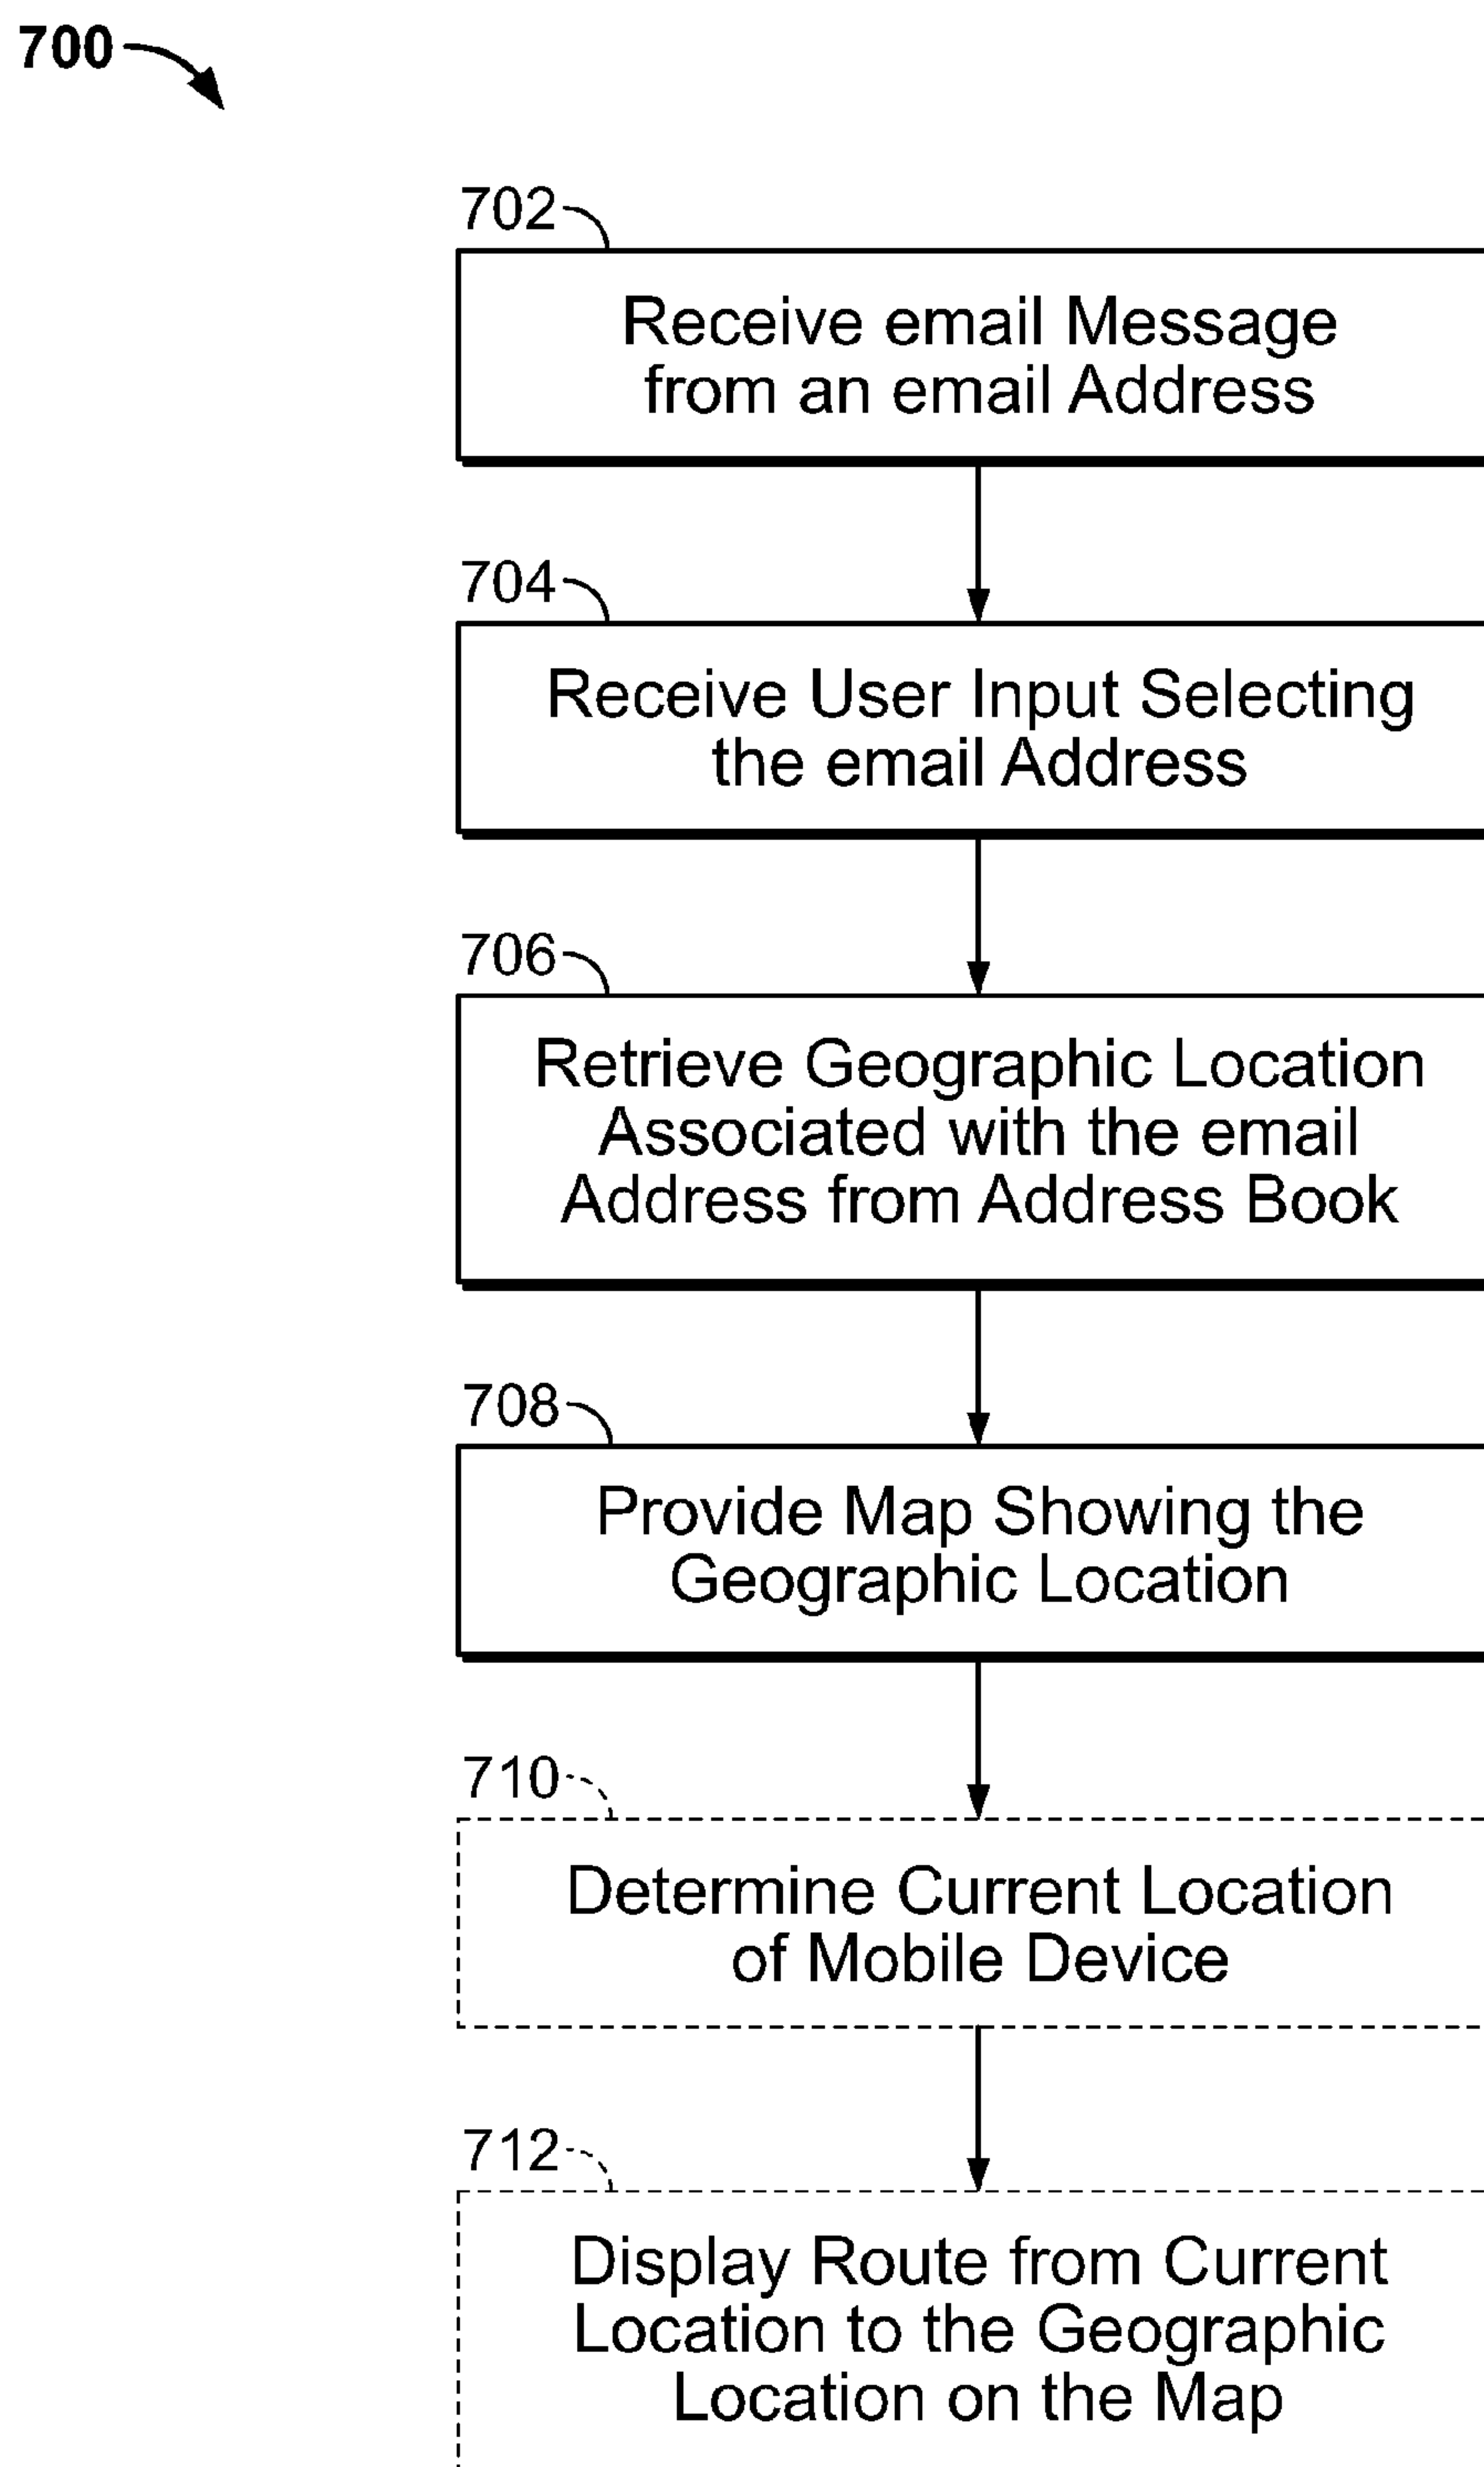 700
702
Receive email Message
from an email Address
704
Receive User Input Selecting
the email Address
706
Retrieve Geographic Location
Associated with the email
Address from Address Book
708
Provide Map Showing the
Geographic Location
710
Determine Current Location
of Mobile Device
712
Display Route from Current
Location to the Geographic
Location on the Map